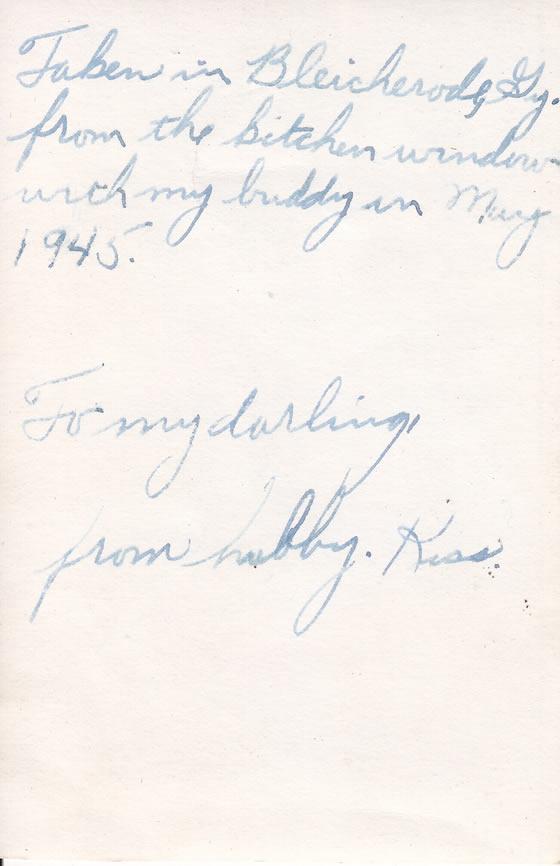 Taken in Bleicherode, Gy.
from the kitchen window
with my buddy in May
1945.
To my darling,
from hubby. Kiss.